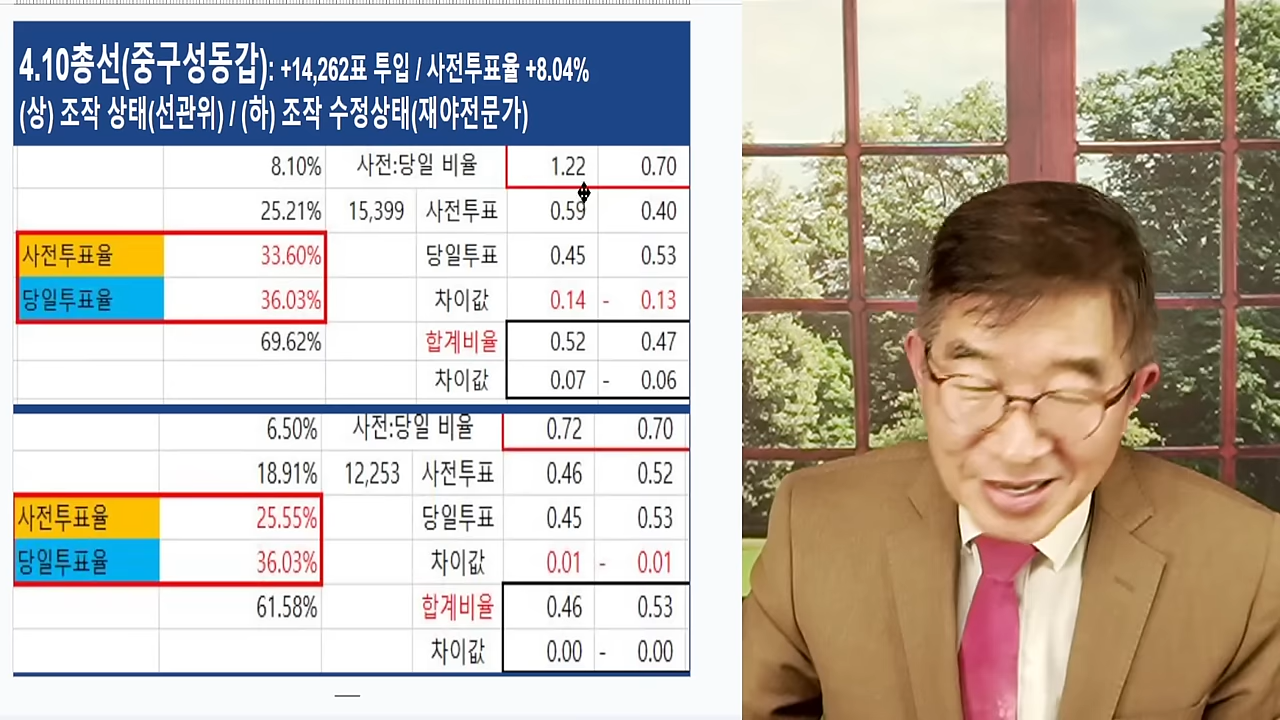 4.10총선(중구성동갑): +14,262표 투입 / 사전투표율 +8.04%
(상) 조작 상태(선관위) / (하) 조작 수정상태(재야전문가)
8.10% 사전:당일 비율 1.22 0.70
25.21% 15,399 사전투표 0.59 0.40
사전투표율 33.60% 당일투표 0.45 0.53
당일투표율 36.03% 차이값 0.14 - 0.13
69.62% 합계비율 0.52 0.47
차이값 0.07 - 0.06
6.50% 사전:당일 비율 0.72 0.70
18.91% 12,253 사전투표 0.46 0.52
사전투표율 25.55% 당일투표 0.45 0.53
당일투표율 36.03% 차이값 0.01 - 0.01
61.58% 합계비율 0.46 0.53
차이값 0.00 - 0.00